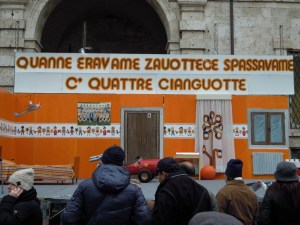 QUANNE ERAVAME ZAUOTTECE SPASSAVAME
C' QUATTRE CIANGUOTTE